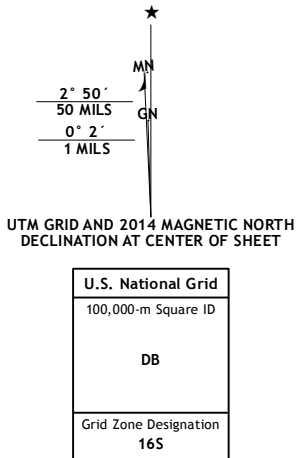 ★
MN
2° 50´
50 MILS
GN
0° 2´
1 MILS
UTM GRID AND 2014 MAGNETIC NORTH
DECLINATION AT CENTER OF SHEET
U.S. National Grid
100,000-m Square ID
DB
Grid Zone Designation
16S